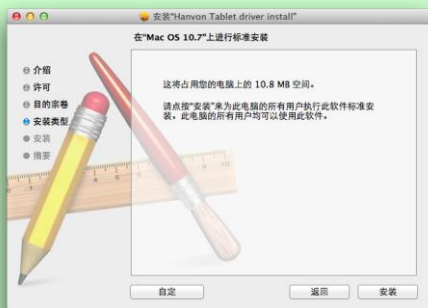 安装"Hanvon Tablet driver install"
在"Mac OS 10.7"上进行标准安装
介绍
许可
目的宗卷
安装类型
安装
摘要
这将占用您的电脑上的 10.8 MB 空间。
请点按"安装"来为此电脑的所有用户执行此软件标准安
装。此电脑的所有用户均可以使用此软件。
自定
返回
安装